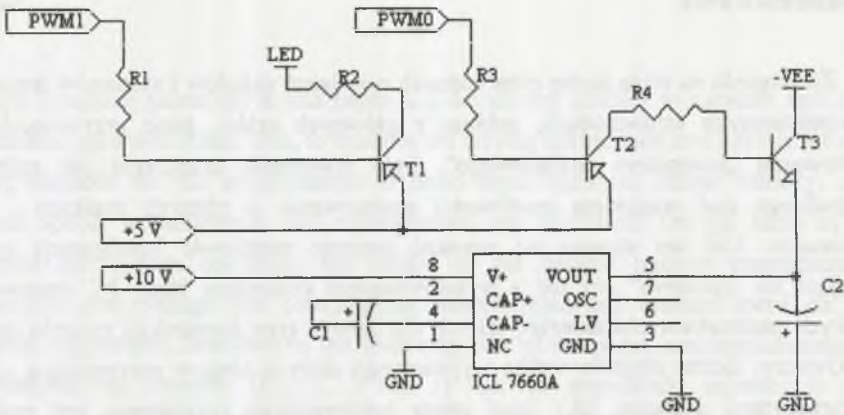 PWM1
PWM0
LED
-VEE
R1
R2
R3
R4
T1
T2
T3
+5 V
+10 V
8 V+ VOUT 5
2 CAP+ OSC 7
4 CAP- LV 6
1 NC GND 3
C1
C2
GND
ICL 7660A
GND
GND